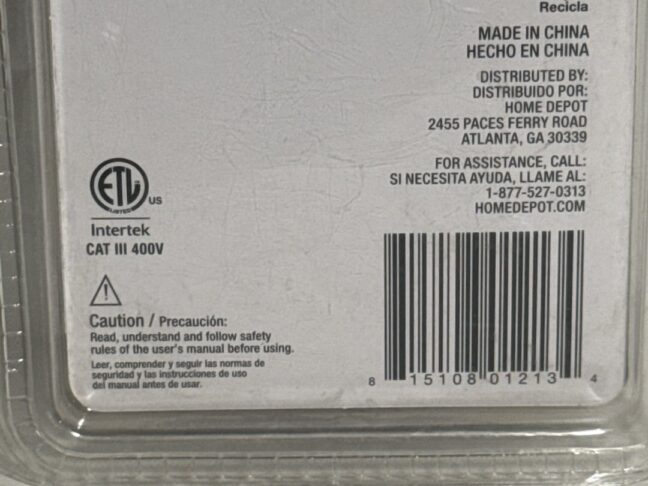 Recicla
MADE IN CHINA
HECHO EN CHINA
DISTRIBUTED BY:
DISTRIBUIDO POR:
HOME DEPOT
2455 PACES FERRY ROAD
ATLANTA, GA 30339
FOR ASSISTANCE, CALL:
SI NECESITA AYUDA, LLAME AL:
1-877-527-0313
HOMEDEPOT.COM
ETL
LISTED
US
Intertek
CAT III 400V
Caution / Precaución:
Read, understand and follow safety
rules of the user's manual before using.
Leer, comprender y seguir las normas de
seguridad y las instrucciones de uso
del manual antes de usar.
8 15108 01213 4